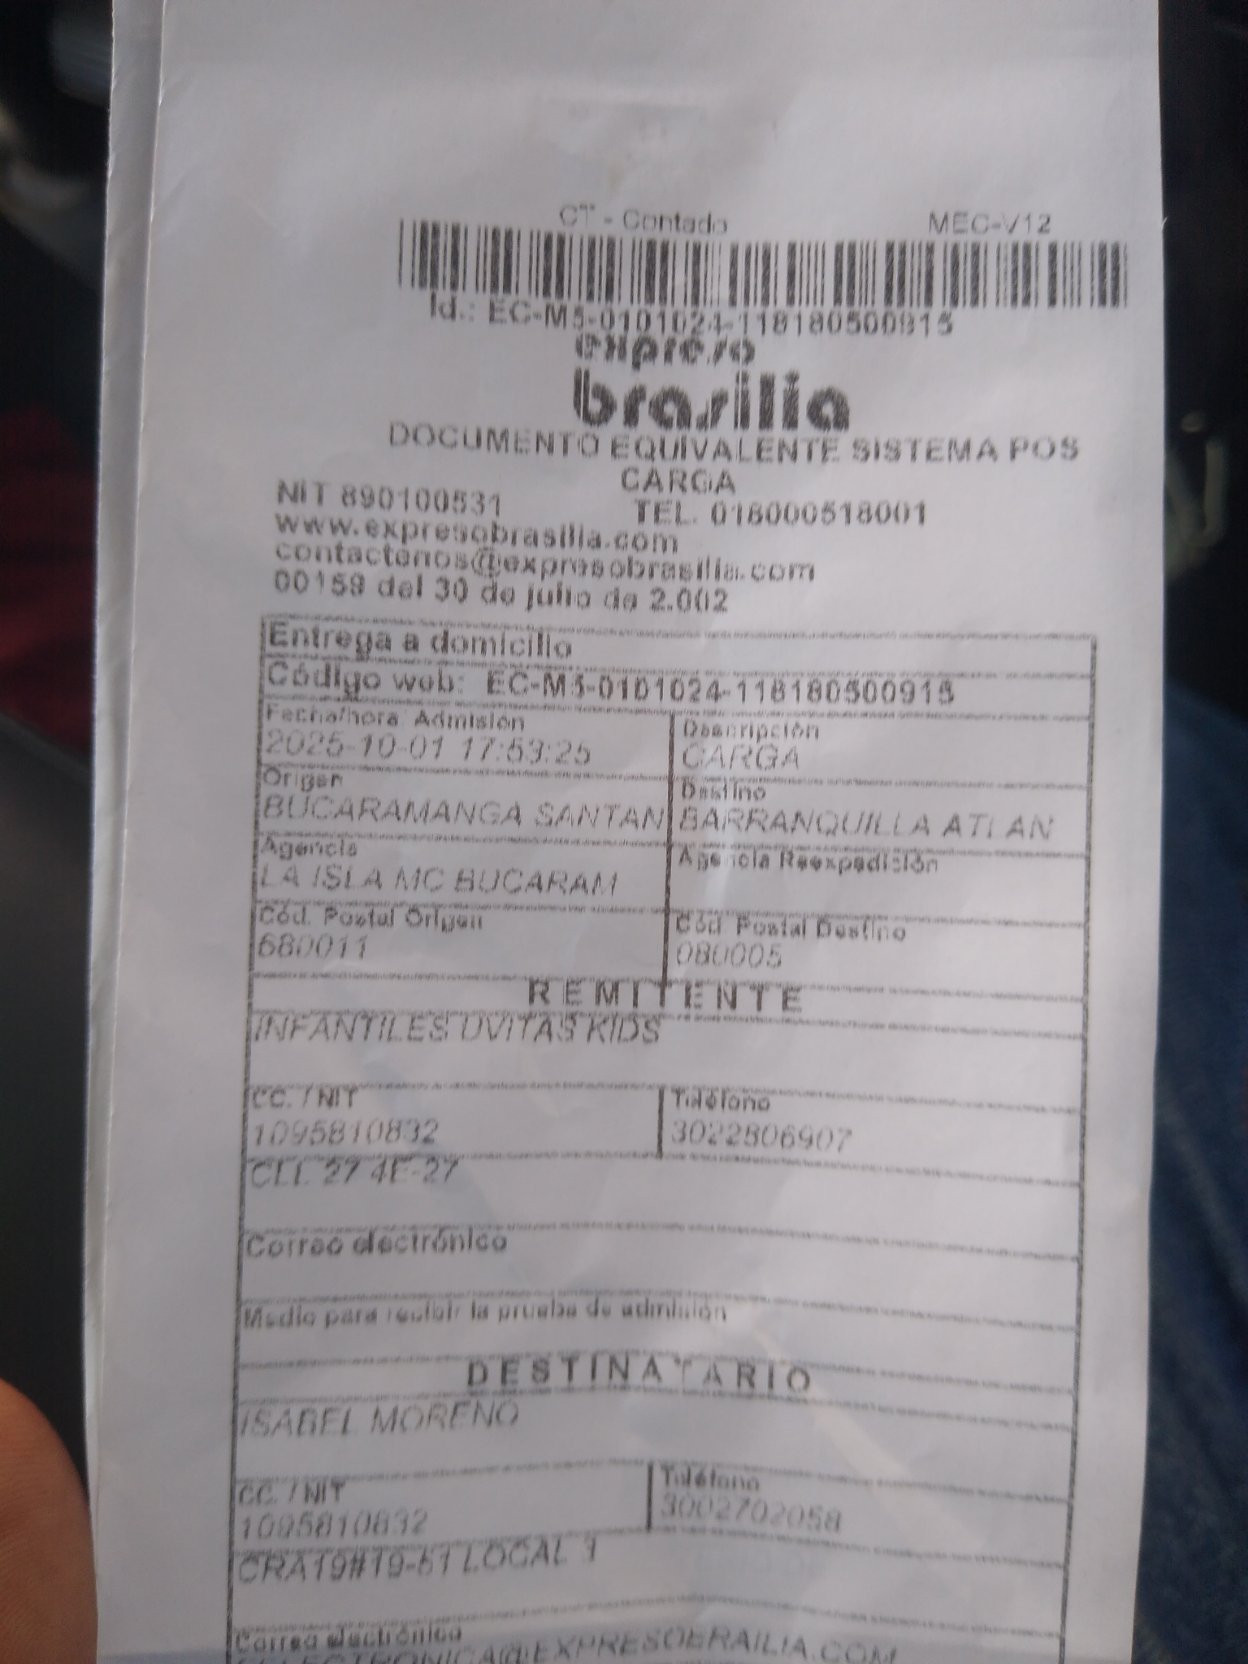 CT - Contado MEC-V12
Id.: EC-M5-0101024-118180500915
expreso
brasilia
DOCUMENTO EQUIVALENTE SISTEMA POS
CARGA
NIT 890100531 TEL. 018000518001
www.expresobrasilia.com
contactenos@expresobrasilia.com
00159 del 30 de julio de 2.002
Entrega a domicilio
Código web: EC-M5-0101024-118180500915
Fecha/hora Admisión Descripción
2025-10-01 17:53:25 CARGA
Origen Destino
BUCARAMANGA SANTAN BARRANQUILLA ATLAN
Agencia Agencia Reexpedición
LA ISLA MC BUCARAM
Cód. Postal Origen Cód. Postal Destino
680011 080005
REMITENTE
INFANTILES UVITAS KIDS
CC. / NIT Teléfono
1095810832 3022806907
CLL 27 4E-27
Correo electrónico
Medio para recibir la prueba de admisión
DESTINATARIO
ISABEL MORENO
CC. / NIT Teléfono
1095810832 3002702058
CRA19#19-51 LOCAL 1
Correo electrónico